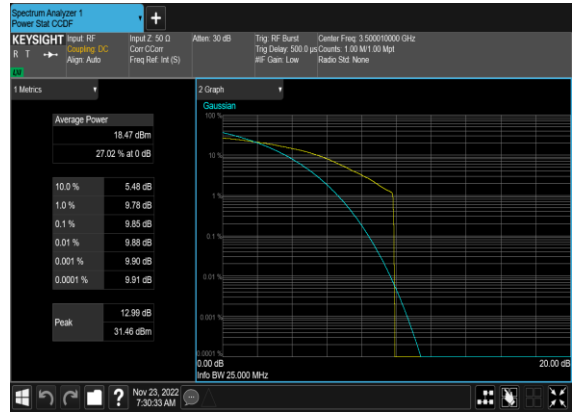 Spectrum Analyzer 1
Power Stat CCDF
KEYSIGHT
R T
Input: RF
Coupling: DC
Align: Auto
Input Z: 50 Ω
Corr CCorr
Freq Ref: Int (S)
Atten: 30 dB
Trig: RF Burst
Trig Delay: 500.0 µs
#IF Gain: Low
Center Freq: 3.500010000 GHz
Counts: 1.00 M/1.00 Mpt
Radio Std: None
1 Metrics
Average Power
18.47 dBm
27.02 % at 0 dB
10.0 % 5.48 dB
1.0 % 9.78 dB
0.1 % 9.85 dB
0.01 % 9.88 dB
0.001 % 9.90 dB
0.0001 % 9.91 dB
Peak
12.99 dB
31.46 dBm
2 Graph
Gaussian
100 %
10 %
1 %
0.1 %
0.01 %
0.001 %
0.0001 %
0.00 dB 20.00 dB
Info BW 25.000 MHz
?
Nov 23, 2022
7:30:33 AM